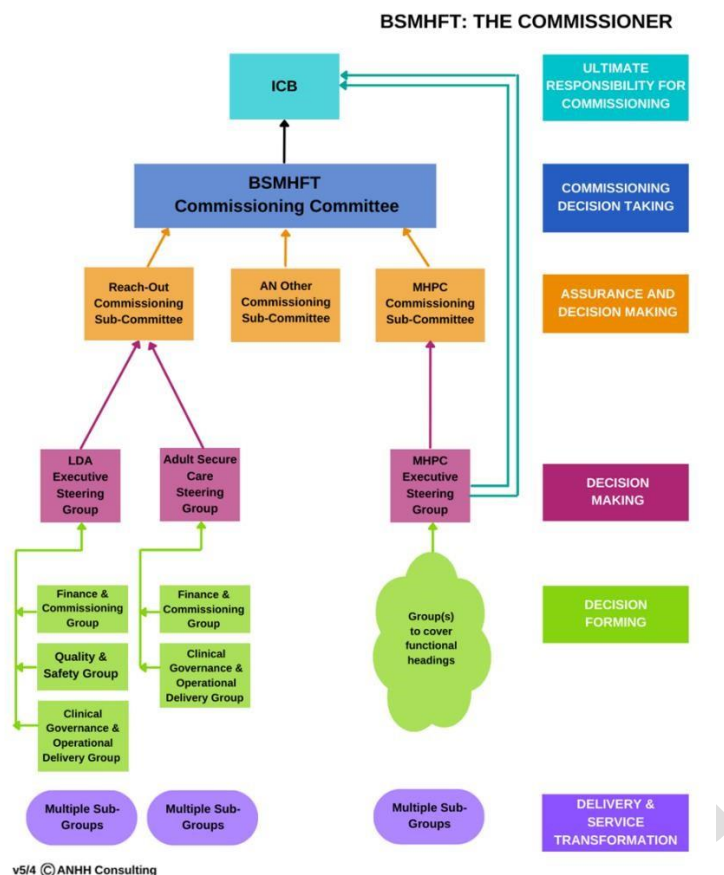 BSMHFT: THE COMMISSIONER
ICB
ULTIMATE
RESPONSIBILITY FOR
COMMISSIONING
BSMHFT
Commissioning Committee
COMMISSIONING
DECISION TAKING
Reach-Out
Commissioning
Sub-Committee
AN Other
Commissioning
Sub-Committee
MHPC
Commissioning
Sub-Committee
ASSURANCE AND
DECISION MAKING
LDA
Executive
Steering
Group
Adult Secure
Care
Steering
Group
MHPC
Executive
Steering
Group
DECISION
MAKING
Finance &
Commissioning
Group
Quality &
Safety Group
Clinical
Governance &
Operational
Delivery Group
Finance &
Commissioning
Group
Clinical
Governance &
Operational
Delivery Group
Group(s)
to cover
functional
headings
DECISION
FORMING
Multiple Sub-
Groups
Multiple Sub-
Groups
Multiple Sub-
Groups
DELIVERY &
SERVICE
TRANSFORMATION
v5/4 © ANHH Consulting